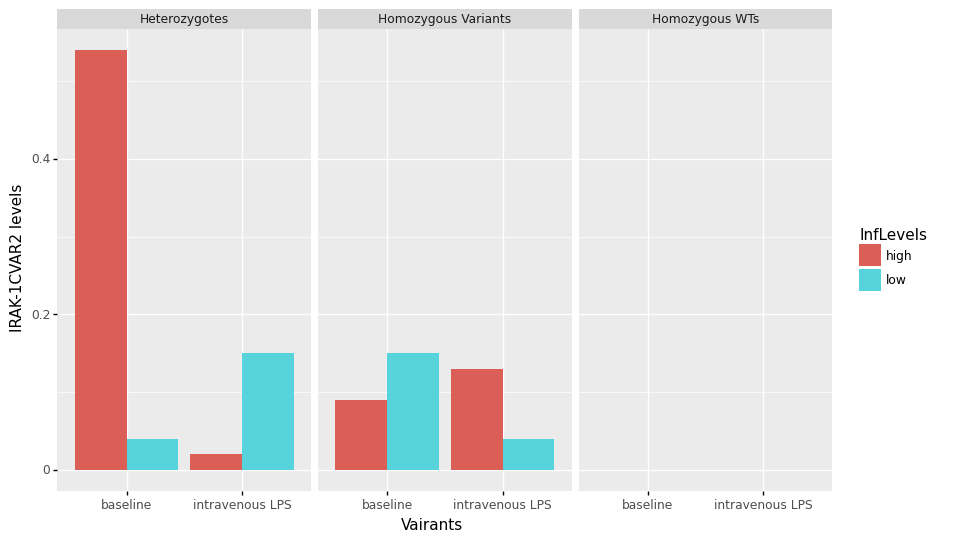 Heterozygotes Homozygous Variants Homozygous WTs
IRAK-1CVAR2 levels
0.4
0.2
0
baseline intravenous LPS baseline intravenous LPS baseline intravenous LPS
Vairants
InfLevels
high
low